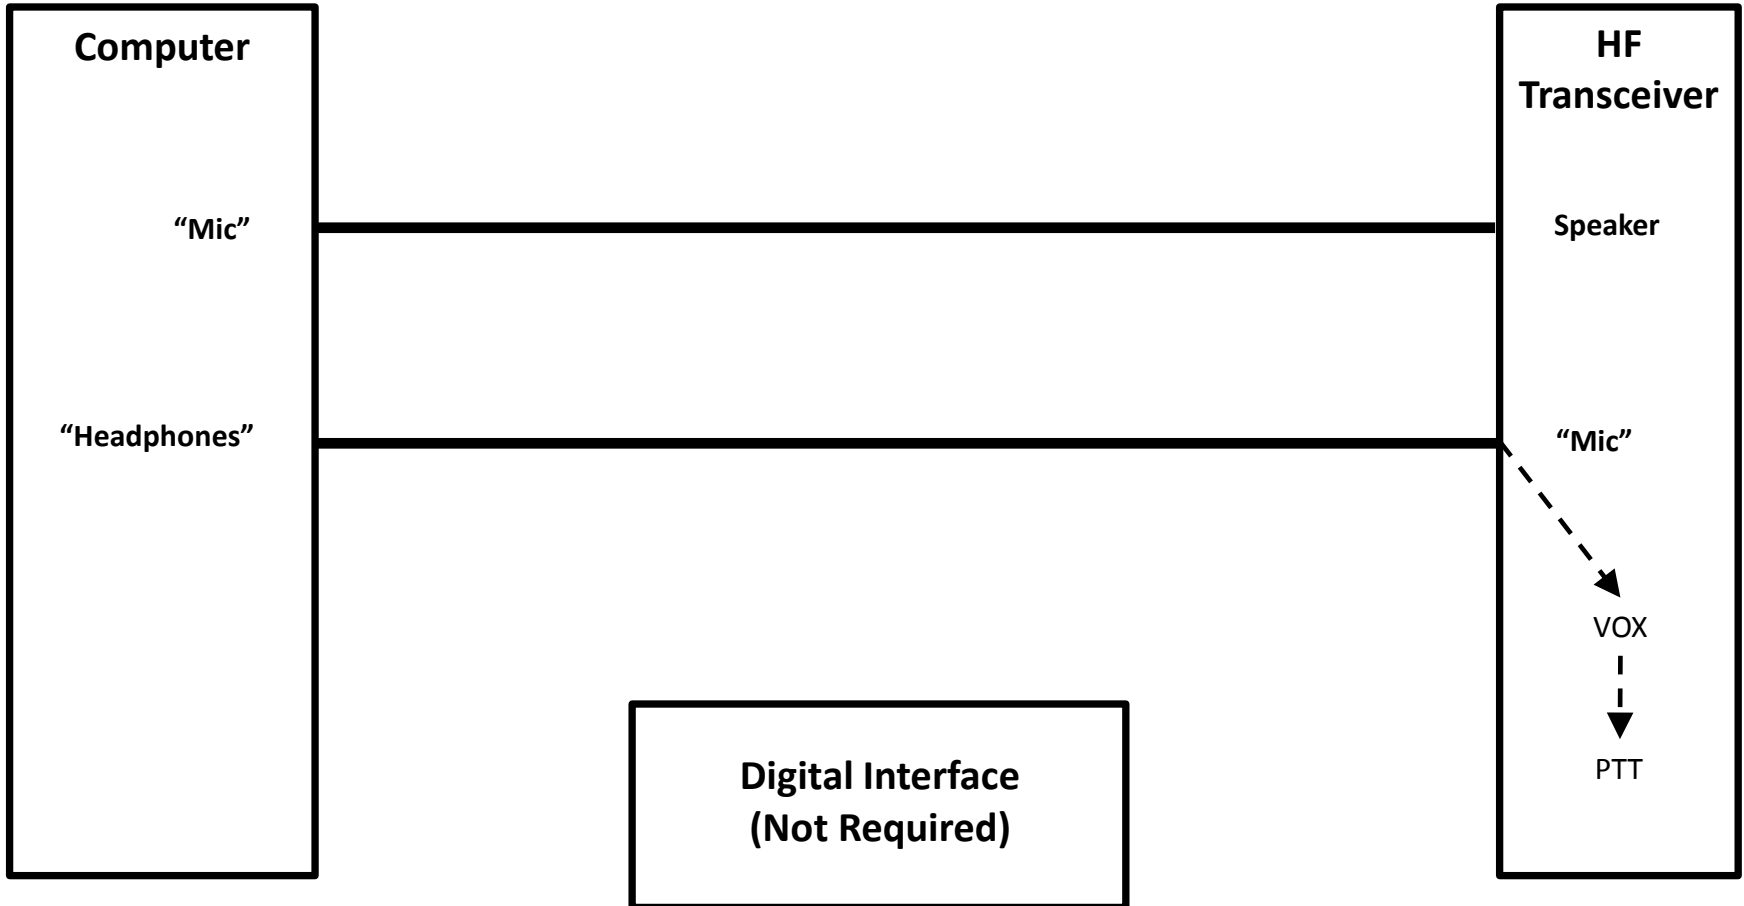 Computer
HF
Transceiver
“Mic”
Speaker
“Headphones”
“Mic”
VOX
PTT
Digital Interface
(Not Required)